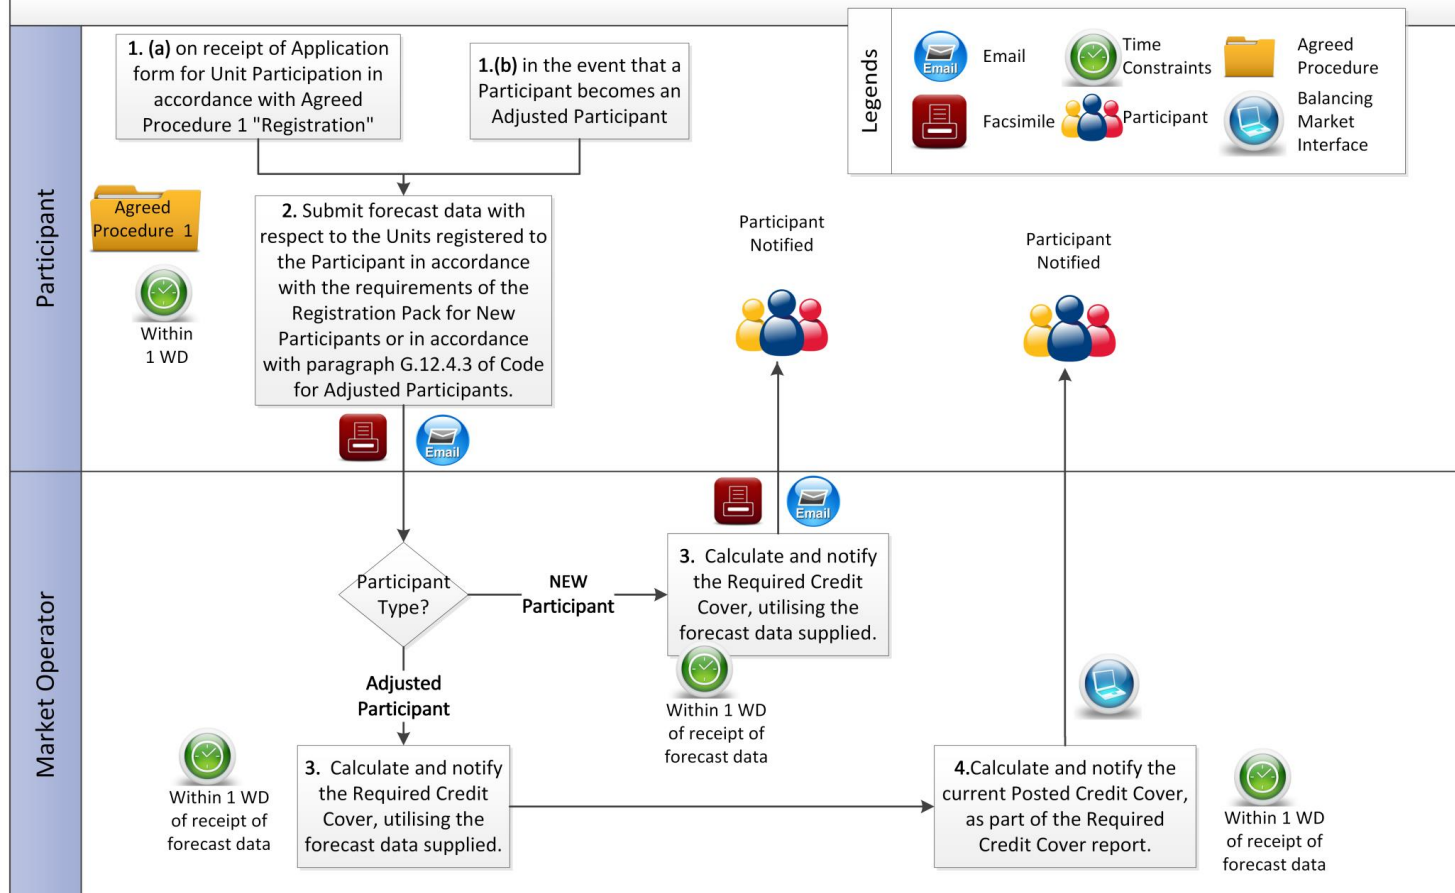 1. (a) on receipt of Application
form for Unit Participation in
accordance with Agreed
Procedure 1 "Registration"
1.(b) in the event that a
Participant becomes an
Adjusted Participant
Legends
Email
Email
Time
Constraints
Agreed
Procedure
Facsimile
Participant
Balancing
Market
Interface
Participant
Agreed
Procedure 1
Within
1 WD
2. Submit forecast data with
respect to the Units registered to
the Participant in accordance
with the requirements of the
Registration Pack for New
Participants or in accordance
with paragraph G.12.4.3 of Code
for Adjusted Participants.
Participant
Notified
Participant
Notified
Email
Market Operator
Email
Participant
Type?
NEW
Participant
3. Calculate and notify
the Required Credit
Cover, utilising the
forecast data supplied.
Within 1 WD
of receipt of
forecast data
Adjusted
Participant
Within 1 WD
of receipt of
forecast data
3. Calculate and notify
the Required Credit
Cover, utilising the
forecast data supplied.
4.Calculate and notify the
current Posted Credit Cover,
as part of the Required
Credit Cover report.
Within 1 WD
of receipt of
forecast data